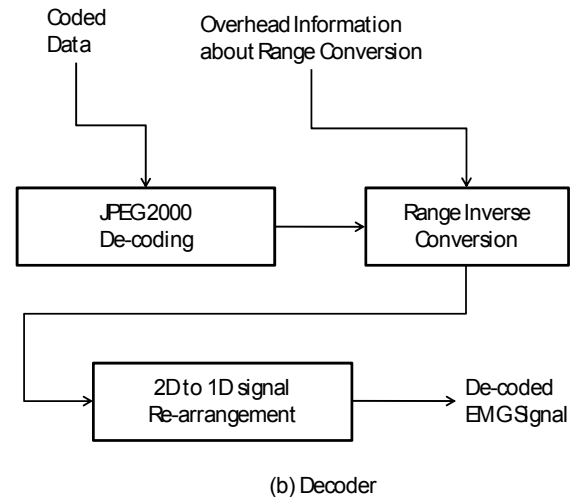 Coded
Data
Overhead Information
about Range Conversion
JPEG2000
De-coding
Range Inverse
Conversion
2D to 1D signal
Re-arrangement
De-coded
EMG Signal
(b) Decoder